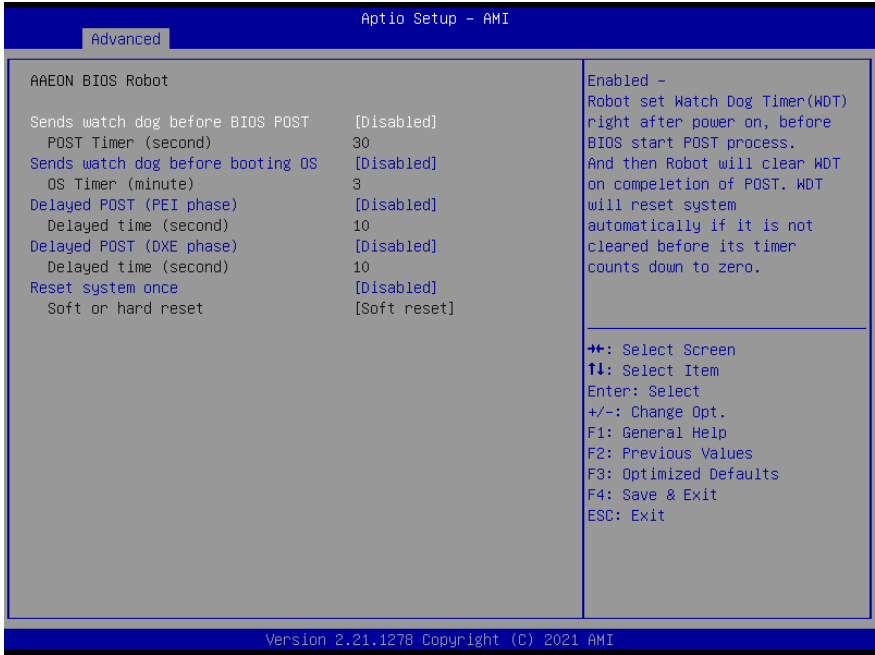 Aptio Setup – AMI
Advanced
AAEON BIOS Robot
Sends watch dog before BIOS POST [Disabled]
POST Timer (second) 30
Sends watch dog before booting OS [Disabled]
OS Timer (minute) 3
Delayed POST (PEI phase) [Disabled]
Delayed time (second) 10
Delayed POST (DXE phase) [Disabled]
Delayed time (second) 10
Reset system once [Disabled]
Soft or hard reset [Soft reset]
Enabled –
Robot set Watch Dog Timer(WDT)
right after power on, before
BIOS start POST process.
And then Robot will clear WDT
on compeletion of POST. WDT
will reset system
automatically if it is not
cleared before its timer
counts down to zero.
→←: Select Screen
↑↓: Select Item
Enter: Select
+/-: Change Opt.
F1: General Help
F2: Previous Values
F3: Optimized Defaults
F4: Save & Exit
ESC: Exit
Version 2.21.1278 Copyright (C) 2021 AMI